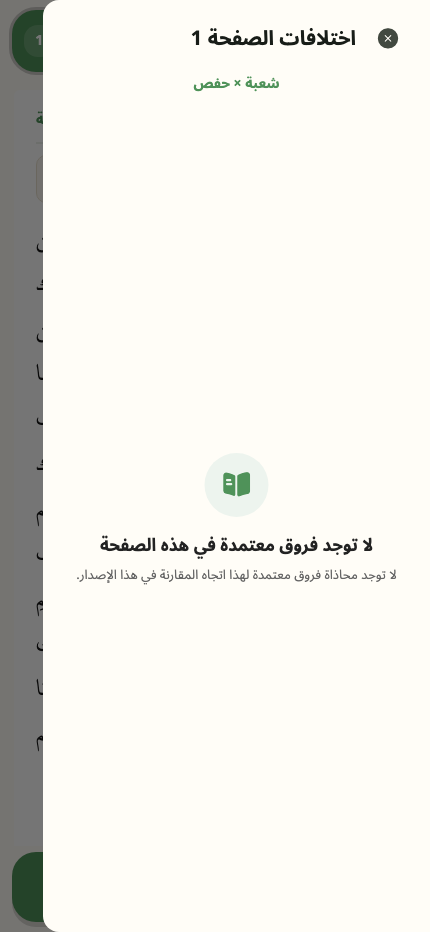 اختلافات الصفحة 1
شعبة × حفص
لا توجد فروق معتمدة في هذه الصفحة
لا توجد محاذاة فروق معتمدة لهذا اتجاه المقارنة في هذا الإصدار.